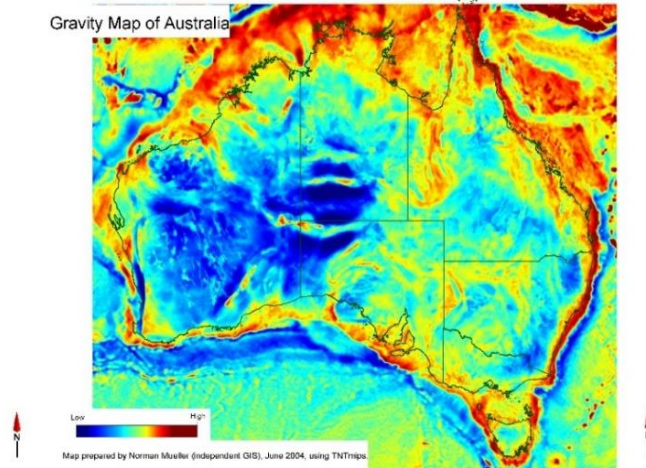 Gravity Map of Australia
Low High
N
Map prepared by Norman Mueller (Independent GIS), June 2004, using TNTmips.